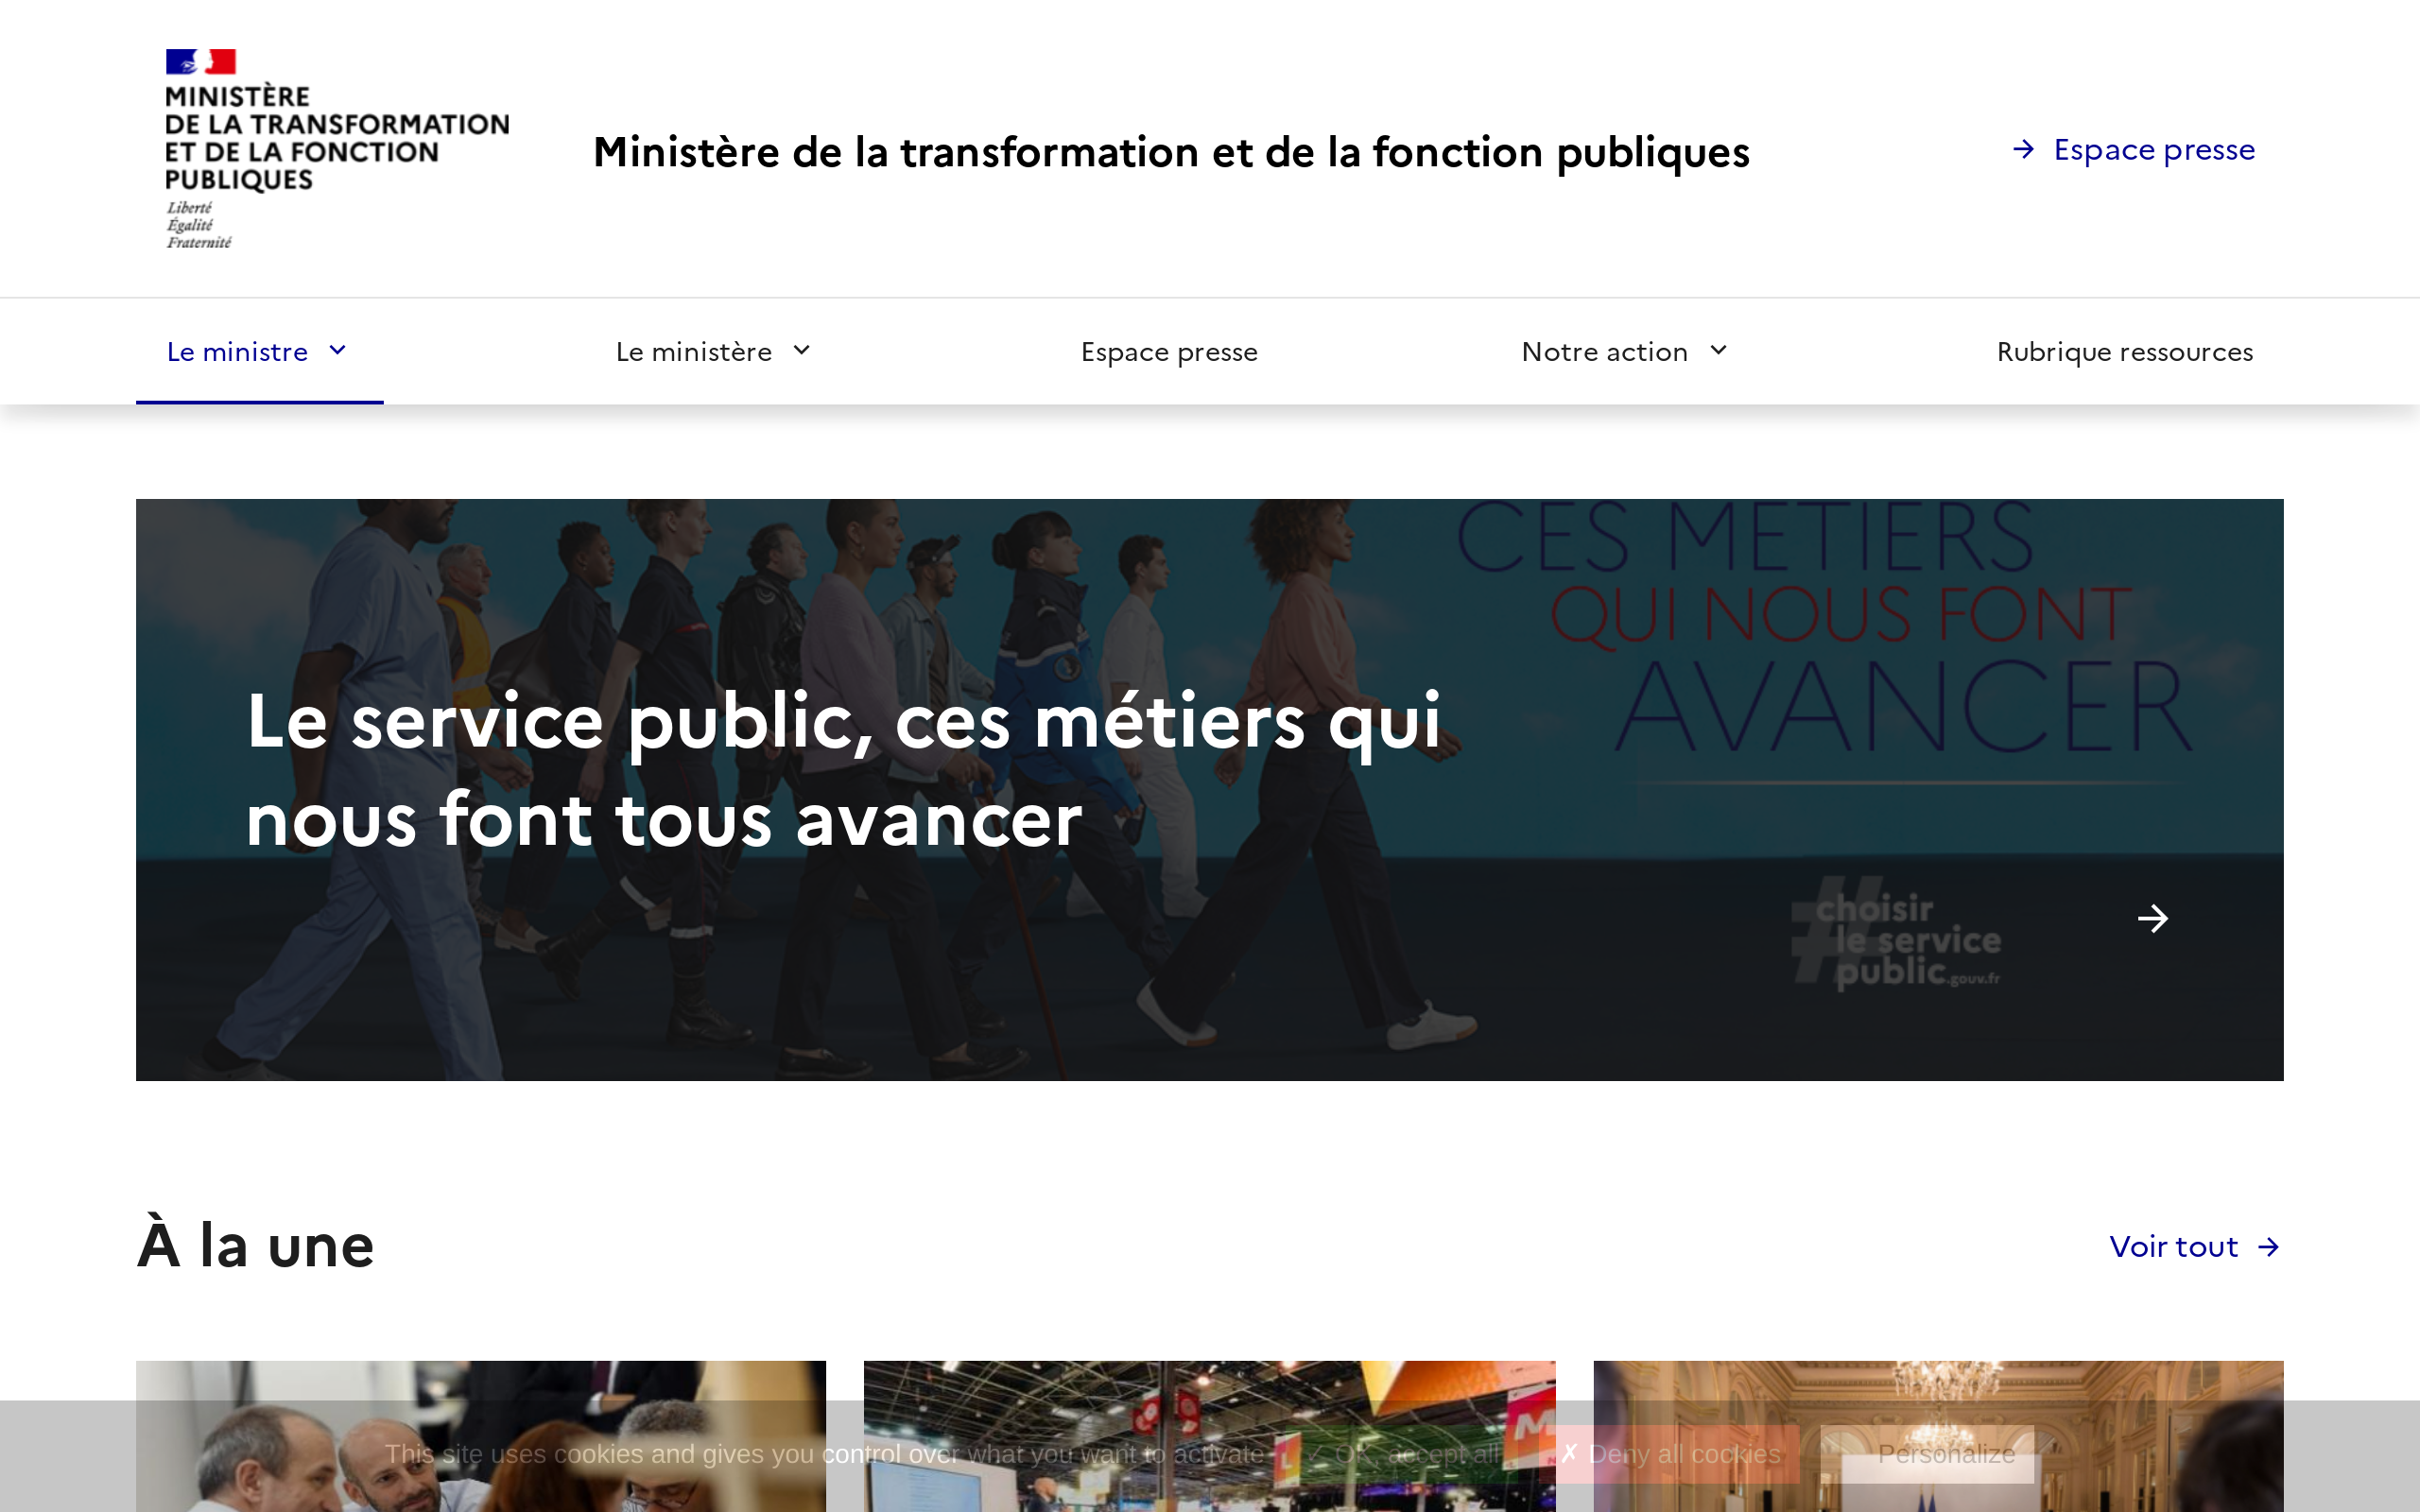 MINISTÈRE
DE LA TRANSFORMATION
ET DE LA FONCTION
PUBLIQUES
Liberté
Égalité
Fraternité
Ministère de la transformation et de la fonction publiques
Espace presse
Le ministre
Le ministère
Espace presse
Notre action
Rubrique ressources
CES METIERS
QUI NOUS FONT
AVANCER
Le service public, ces métiers qui
nous font tous avancer
#choisir
le service
public.gouv.fr
À la une
Voir tout
This site uses cookies and gives you control over what you want to activate
OK, accept all
✗ Deny all cookies
Personalize